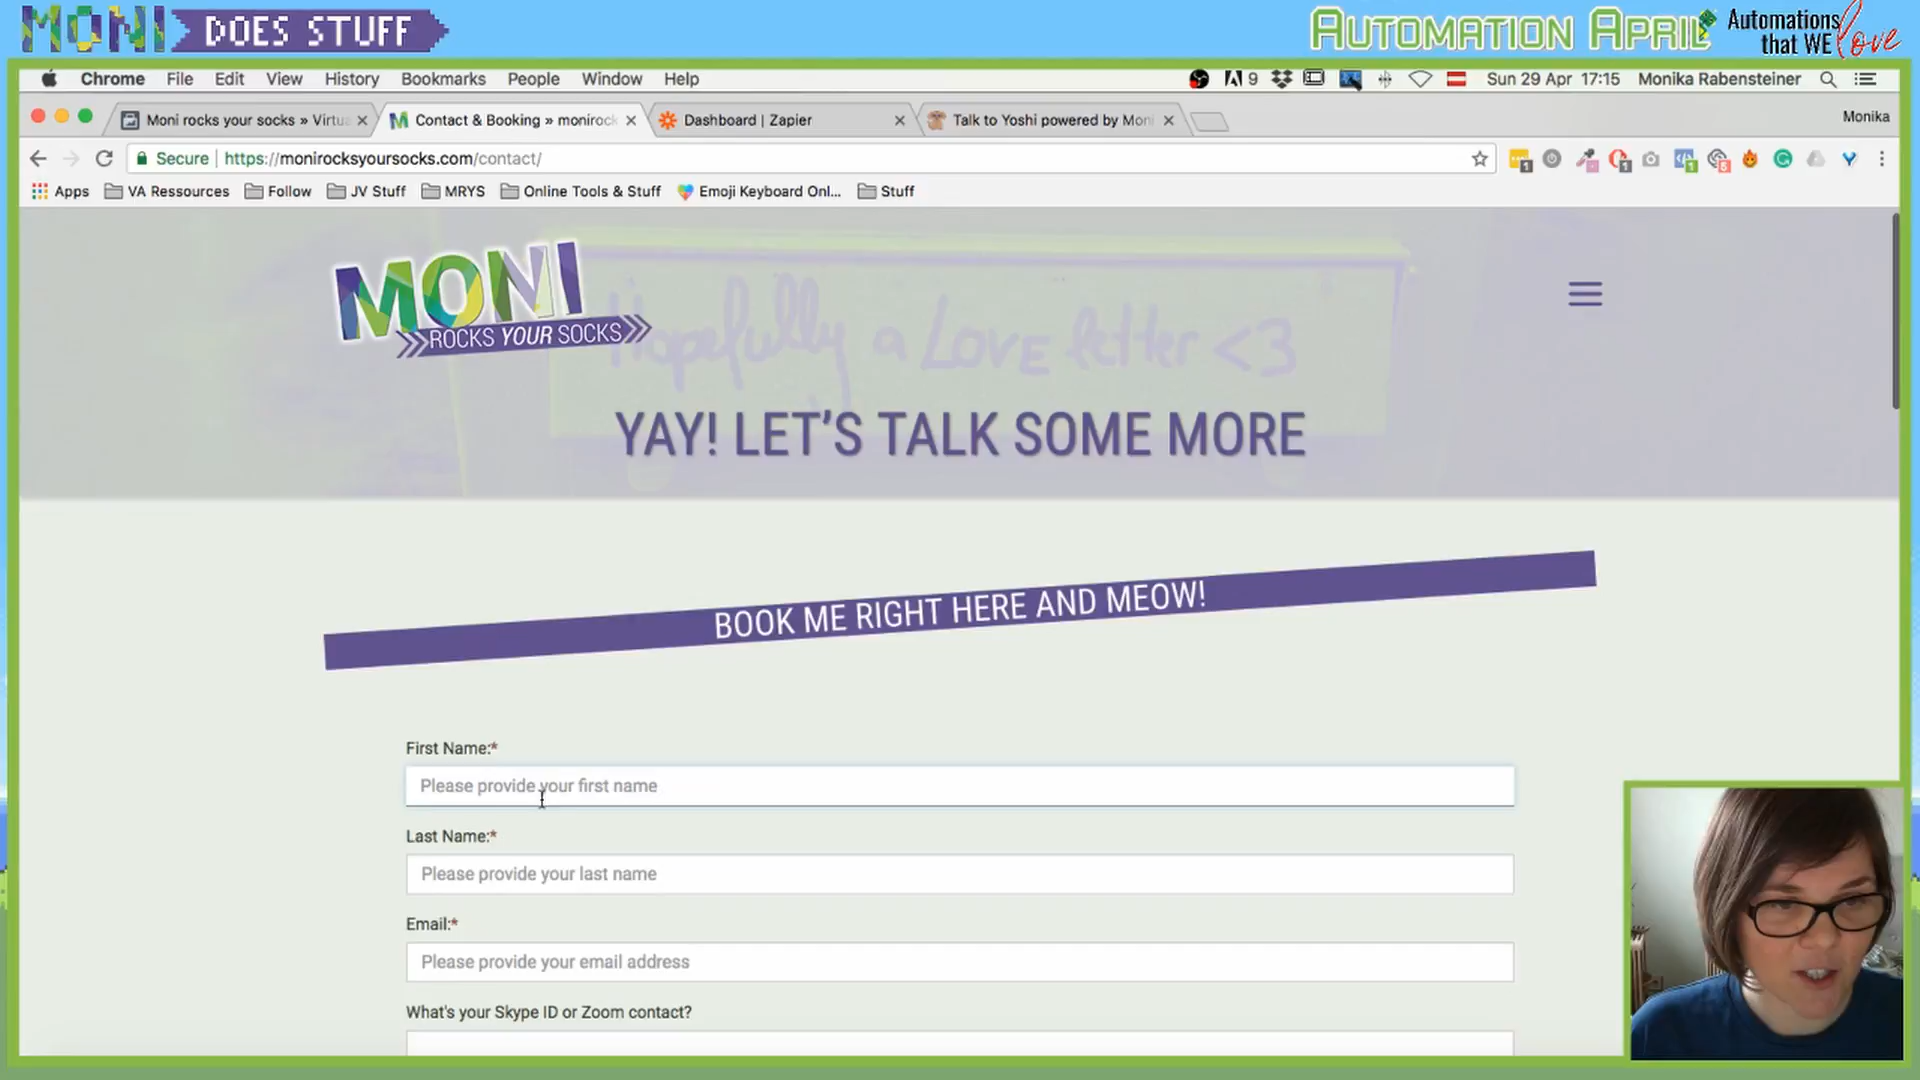 MONI DOES STUFF
AUTOMATION APRIL
Automations
that WE love
Chrome File Edit View History Bookmarks People Window Help
9 Sun 29 Apr 17:15 Monika Rabensteiner
Moni rocks your socks » Virtua
Contact & Booking » monirock
Dashboard | Zapier
Talk to Yoshi powered by Moni
Monika
Secure https://monirocksyoursocks.com/contact/
Apps VA Ressources Follow JV Stuff MRYS Online Tools & Stuff Emoji Keyboard Onl... Stuff
MONI
ROCKS YOUR SOCKS
Hopefully a LOVE letter <3
YAY! LET'S TALK SOME MORE
BOOK ME RIGHT HERE AND MEOW!
First Name:*
Please provide your first name
Last Name:*
Please provide your last name
Email:*
Please provide your email address
What's your Skype ID or Zoom contact?